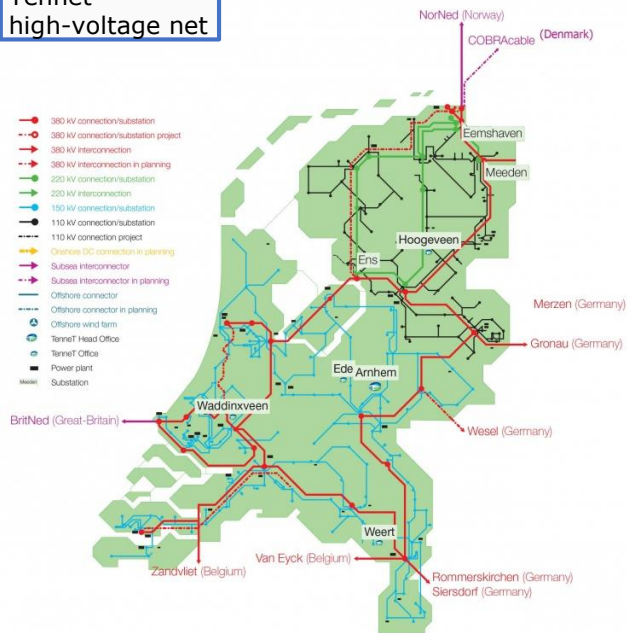 Tennet
high-voltage net
NorNed (Norway)
COBRAcable (Denmark)
380 kV connection/substation
380 kV connection/substation project
380 kV interconnection
380 kV interconnection in planning
220 kV connection/substation
220 kV interconnection
150 kV connection/substation
110 kV connection/substation
110 kV connection project
Onshore DC connection in planning
Subsea interconnector
Subsea interconnector in planning
Offshore connector
Offshore connector in planning
Offshore wind farm
TenneT Head Office
TenneT Office
Power plant
Meeden Substation
Eemshaven
Meeden
Hoogeveen
Ens
Merzen (Germany)
Gronau (Germany)
Ede Arnhem
Waddinxveen
BritNed (Great-Britain)
Wesel (Germany)
Weert
Van Eyck (Belgium)
Zandvliet (Belgium)
Rommerskirchen (Germany)
Siersdorf (Germany)